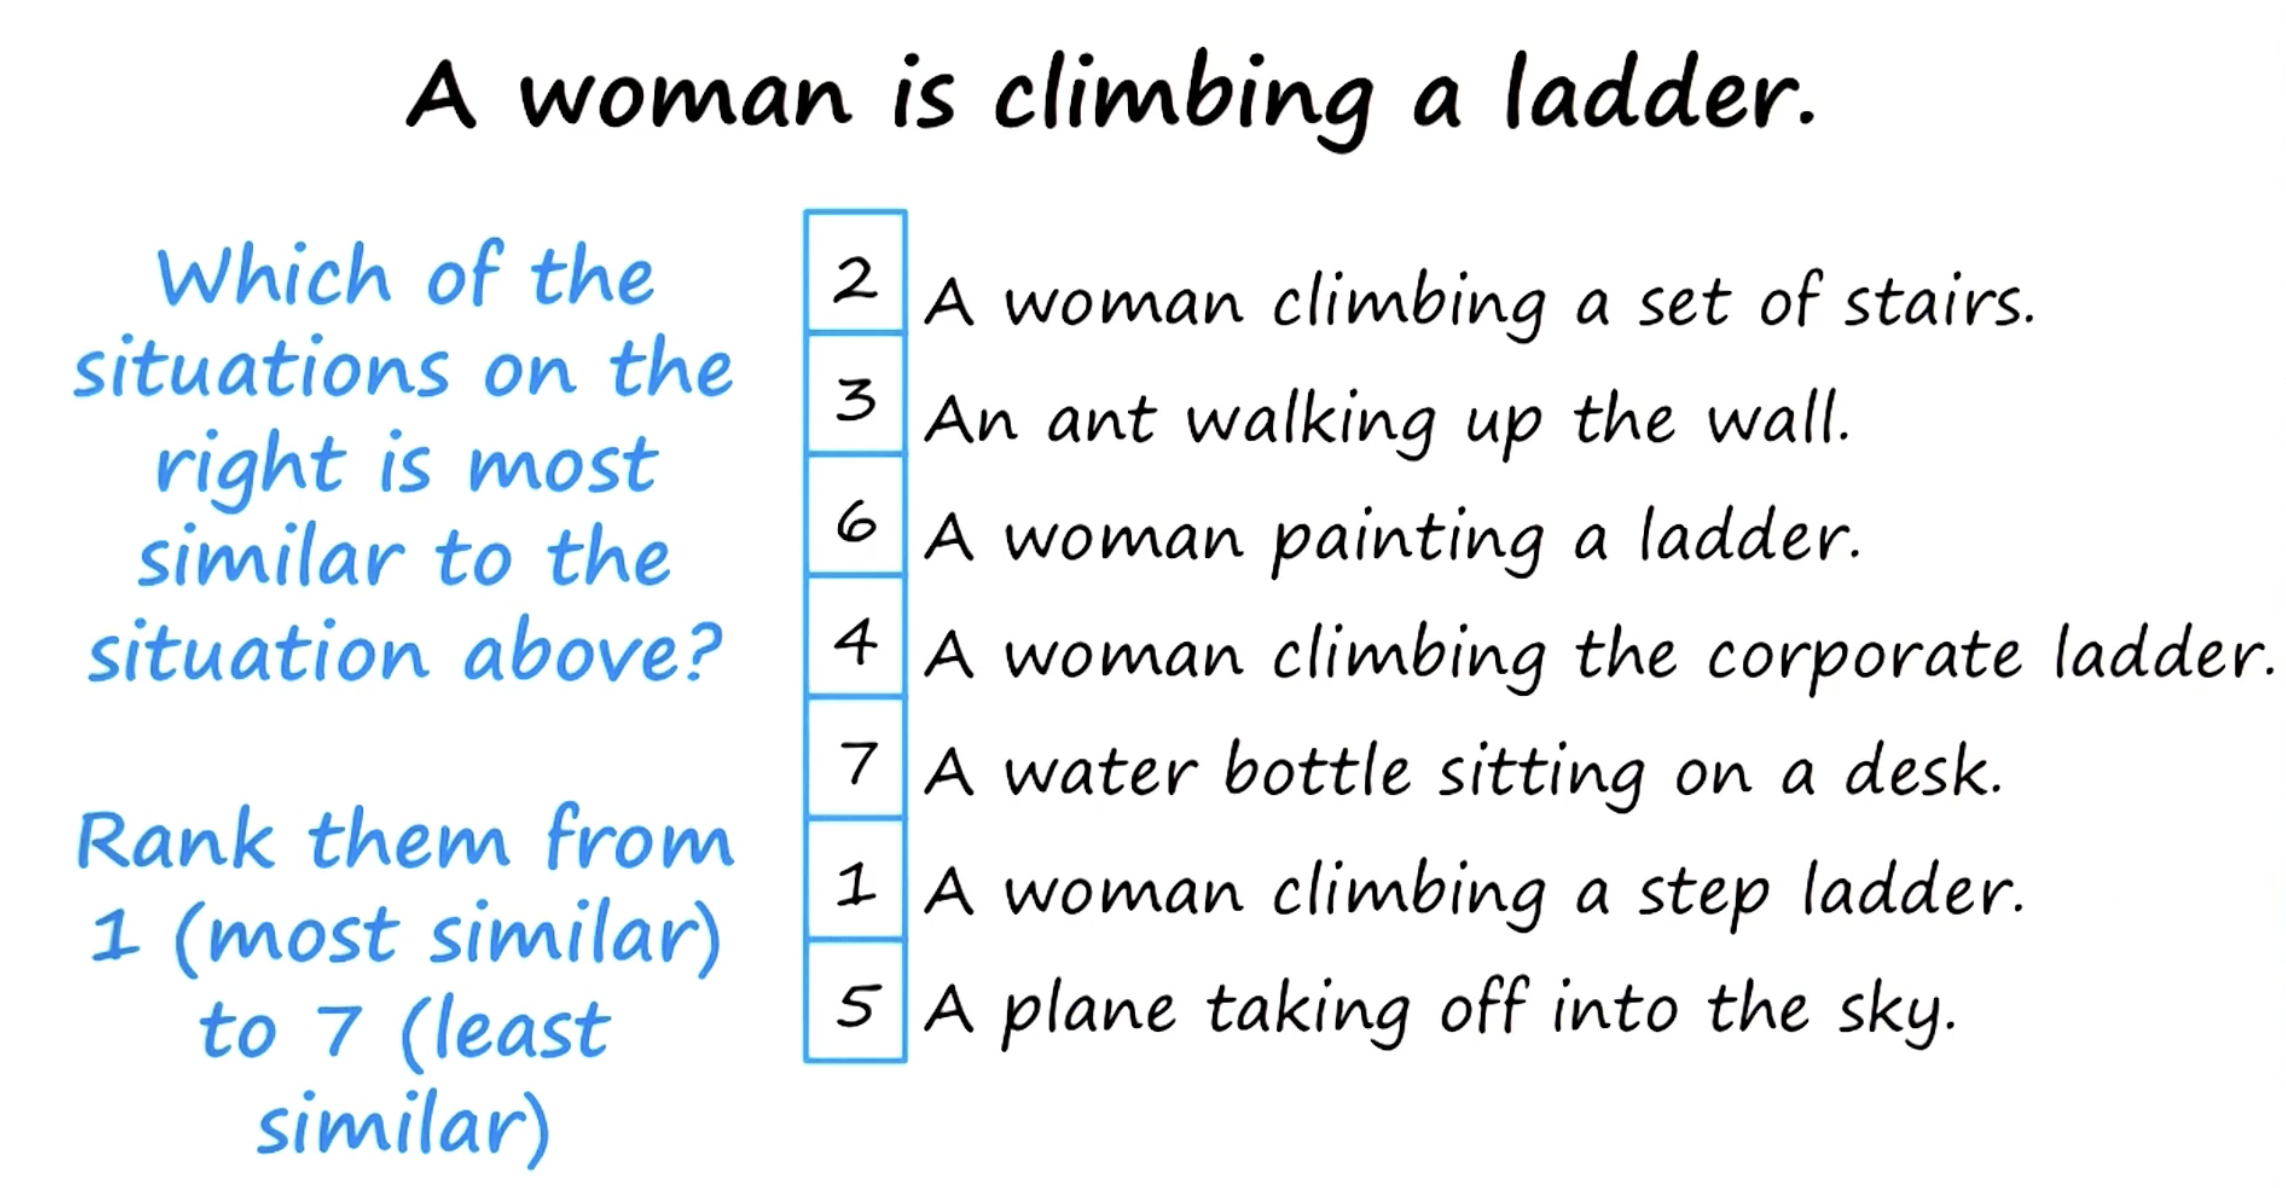 A woman is climbing a ladder.
Which of the
situations on the
right is most
similar to the
situation above?
Rank them from
1 (most similar)
to 7 (least
similar)
2 A woman climbing a set of stairs.
3 An ant walking up the wall.
6 A woman painting a ladder.
4 A woman climbing the corporate ladder.
7 A water bottle sitting on a desk.
1 A woman climbing a step ladder.
5 A plane taking off into the sky.